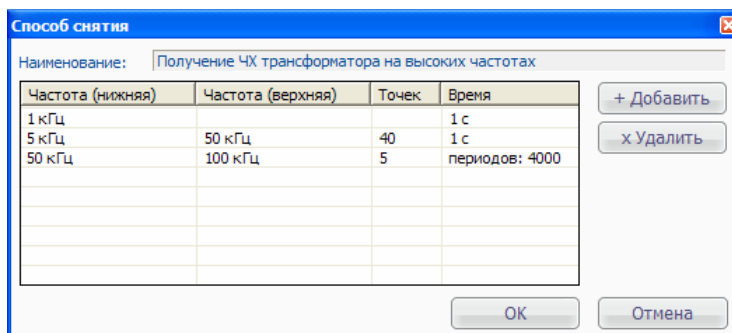 Способ снятия
Наименование: Получение ЧХ трансформатора на высоких частотах
Частота (нижняя) Частота (верхняя) Точек Время
+ Добавить
1 кГц 1 с
5 кГц 50 кГц 40 1 с
x Удалить
50 кГц 100 кГц 5 периодов: 4000
OK Отмена